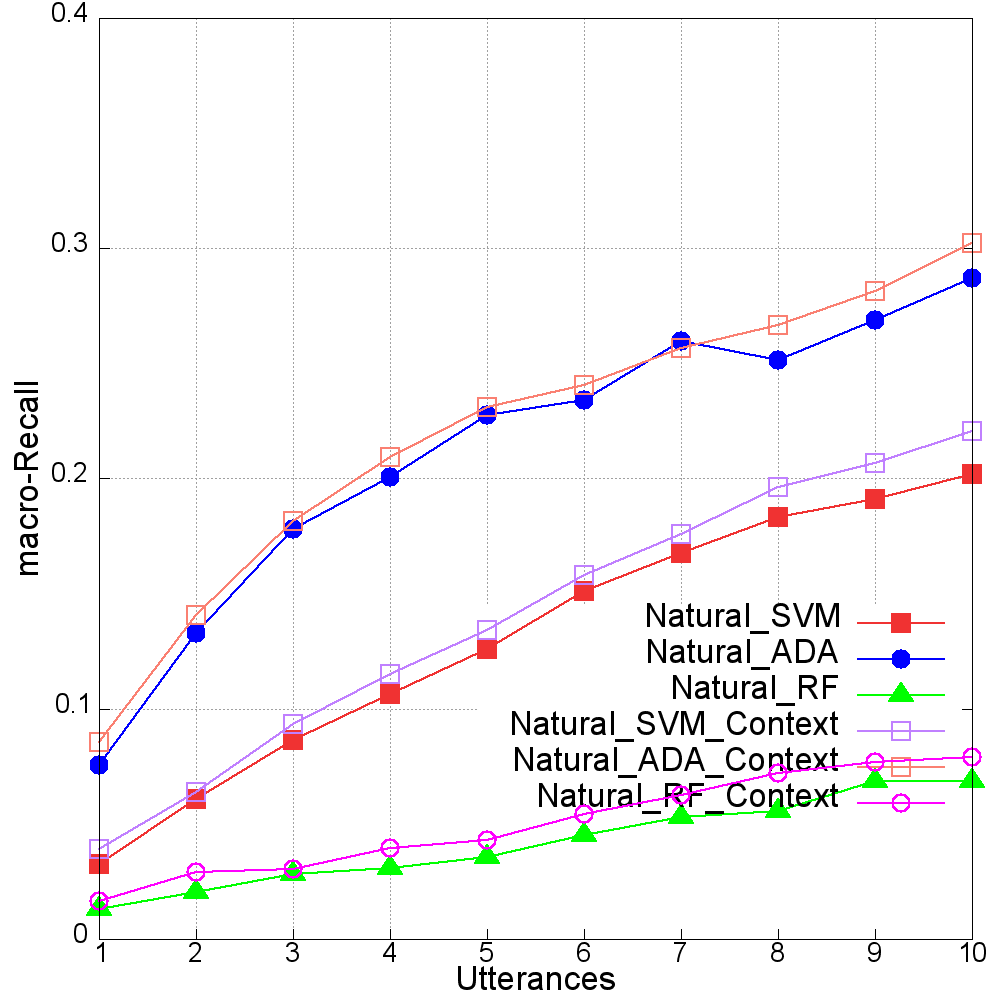 0.4
0.3
0.2
0.1
0
macro-Recall
Natural_SVM
Natural_ADA
Natural_RF
Natural_SVM_Context
Natural_ADA_Context
Natural_RF_Context
1 2 3 4 5 6 7 8 9 10
Utterances